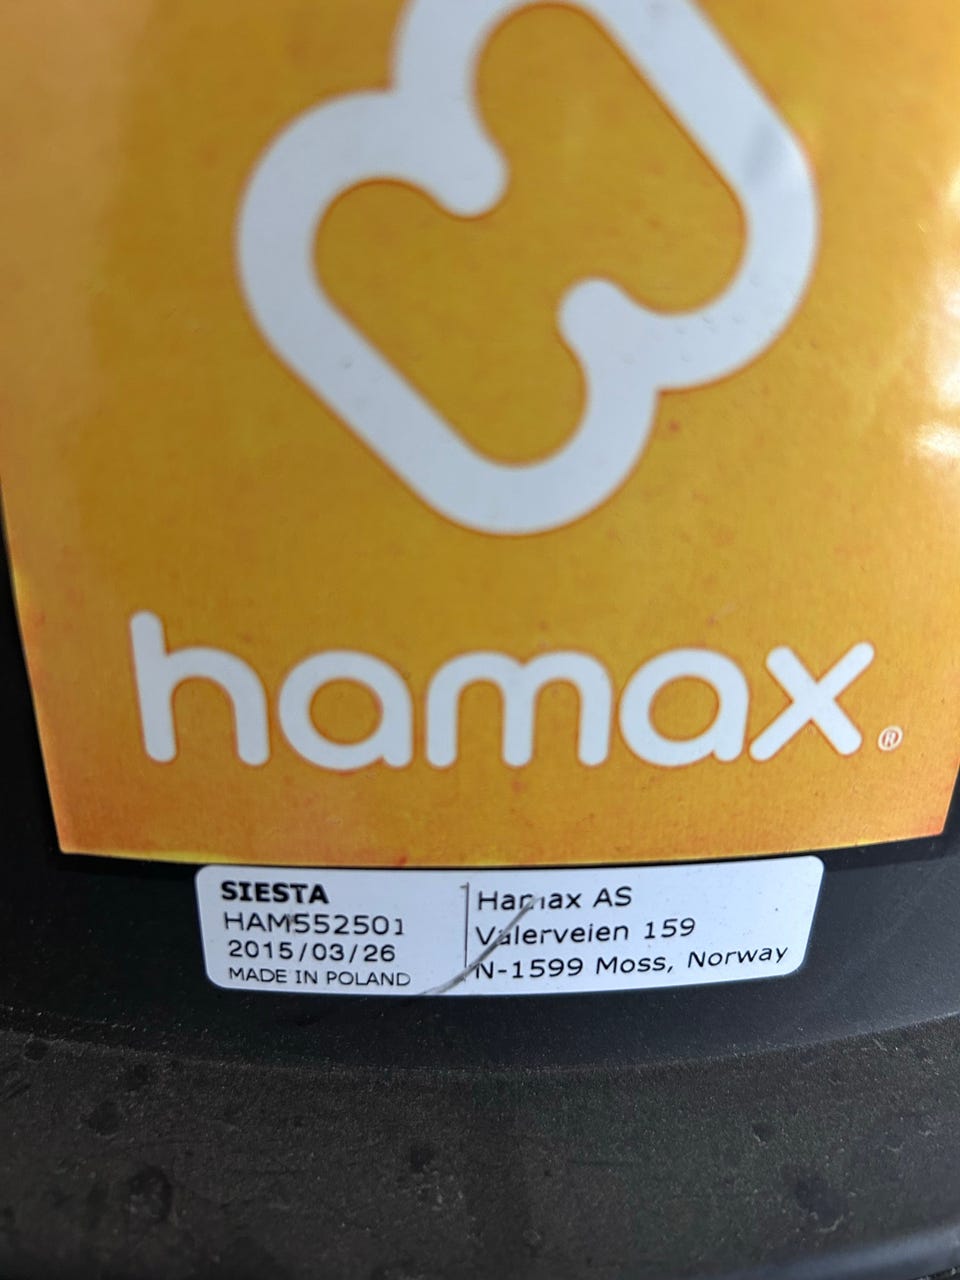 hamax®
SIESTA
HAM552501
2015/03/26
MADE IN POLAND
Hamax AS
Valerveien 159
N-1599 Moss, Norway